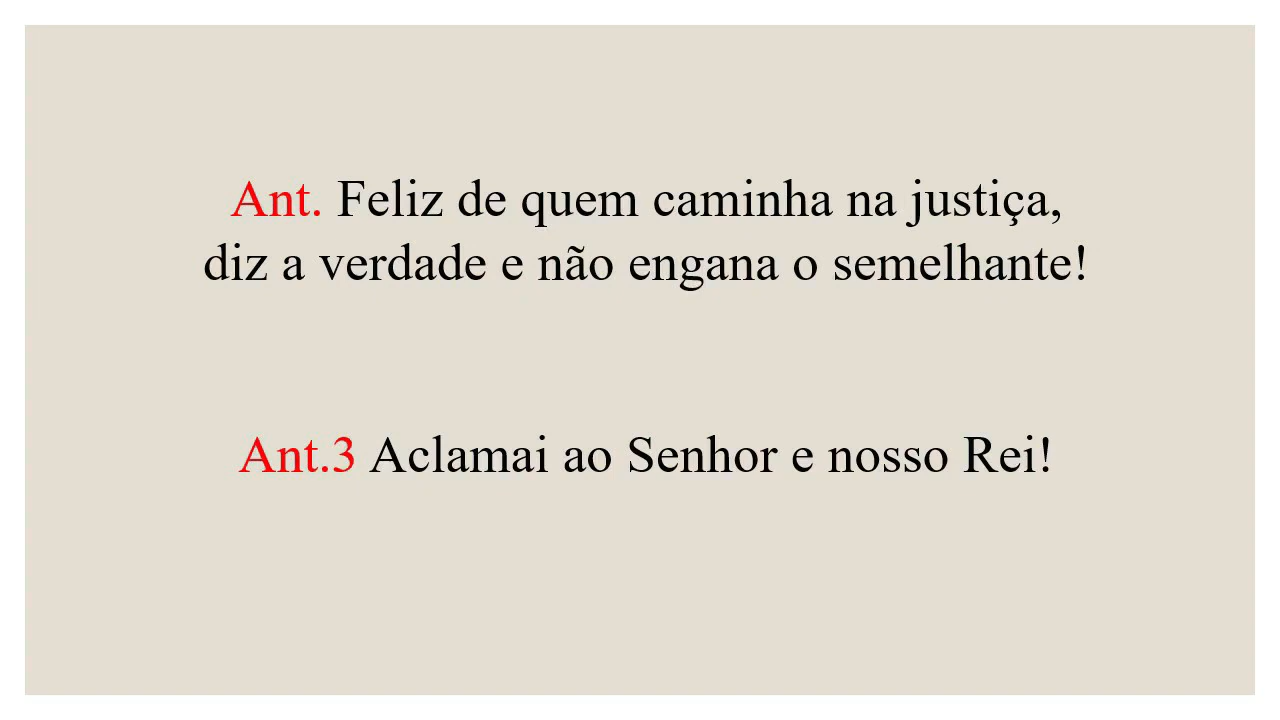 Ant. Feliz de quem caminha na justiça,
diz a verdade e não engana o semelhante!
Ant.3 Aclamai ao Senhor e nosso Rei!